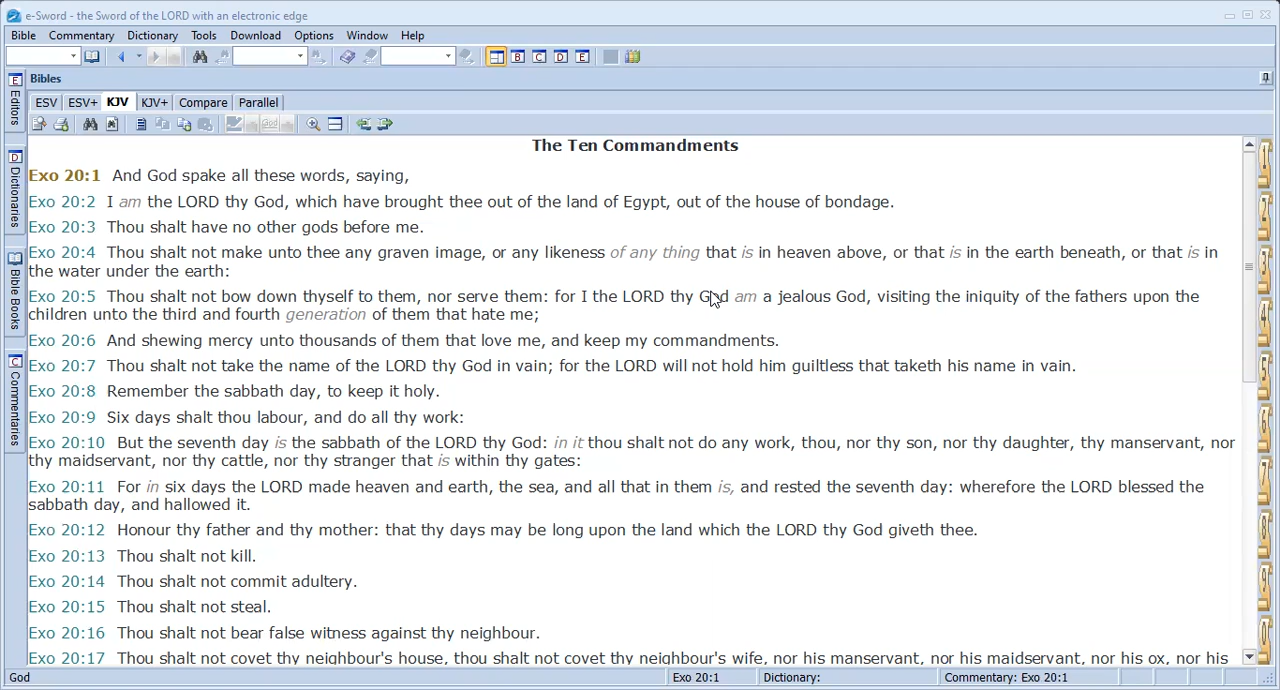 e-Sword - the Sword of the LORD with an electronic edge
Bible Commentary Dictionary Tools Download Options Window Help
B C D E
Bibles
E Editors
D Dictionaries
Bible Books
C Commentaries
ESV ESV+ KJV KJV+ Compare Parallel
God
The Ten Commandments
Exo 20:1 And God spake all these words, saying,
Exo 20:2 I am the LORD thy God, which have brought thee out of the land of Egypt, out of the house of bondage.
Exo 20:3 Thou shalt have no other gods before me.
Exo 20:4 Thou shalt not make unto thee any graven image, or any likeness of any thing that is in heaven above, or that is in the earth beneath, or that is in
the water under the earth:
Exo 20:5 Thou shalt not bow down thyself to them, nor serve them: for I the LORD thy God am a jealous God, visiting the iniquity of the fathers upon the
children unto the third and fourth generation of them that hate me;
Exo 20:6 And shewing mercy unto thousands of them that love me, and keep my commandments.
Exo 20:7 Thou shalt not take the name of the LORD thy God in vain; for the LORD will not hold him guiltless that taketh his name in vain.
Exo 20:8 Remember the sabbath day, to keep it holy.
Exo 20:9 Six days shalt thou labour, and do all thy work:
Exo 20:10 But the seventh day is the sabbath of the LORD thy God: in it thou shalt not do any work, thou, nor thy son, nor thy daughter, thy manservant, nor
thy maidservant, nor thy cattle, nor thy stranger that is within thy gates:
Exo 20:11 For in six days the LORD made heaven and earth, the sea, and all that in them is, and rested the seventh day: wherefore the LORD blessed the
sabbath day, and hallowed it.
Exo 20:12 Honour thy father and thy mother: that thy days may be long upon the land which the LORD thy God giveth thee.
Exo 20:13 Thou shalt not kill.
Exo 20:14 Thou shalt not commit adultery.
Exo 20:15 Thou shalt not steal.
Exo 20:16 Thou shalt not bear false witness against thy neighbour.
Exo 20:17 Thou shalt not covet thy neighbour's house, thou shalt not covet thy neighbour's wife, nor his manservant, nor his maidservant, nor his ox, nor his
1
2
3
4
5
6
7
8
9
0
God Exo 20:1 Dictionary: Commentary: Exo 20:1